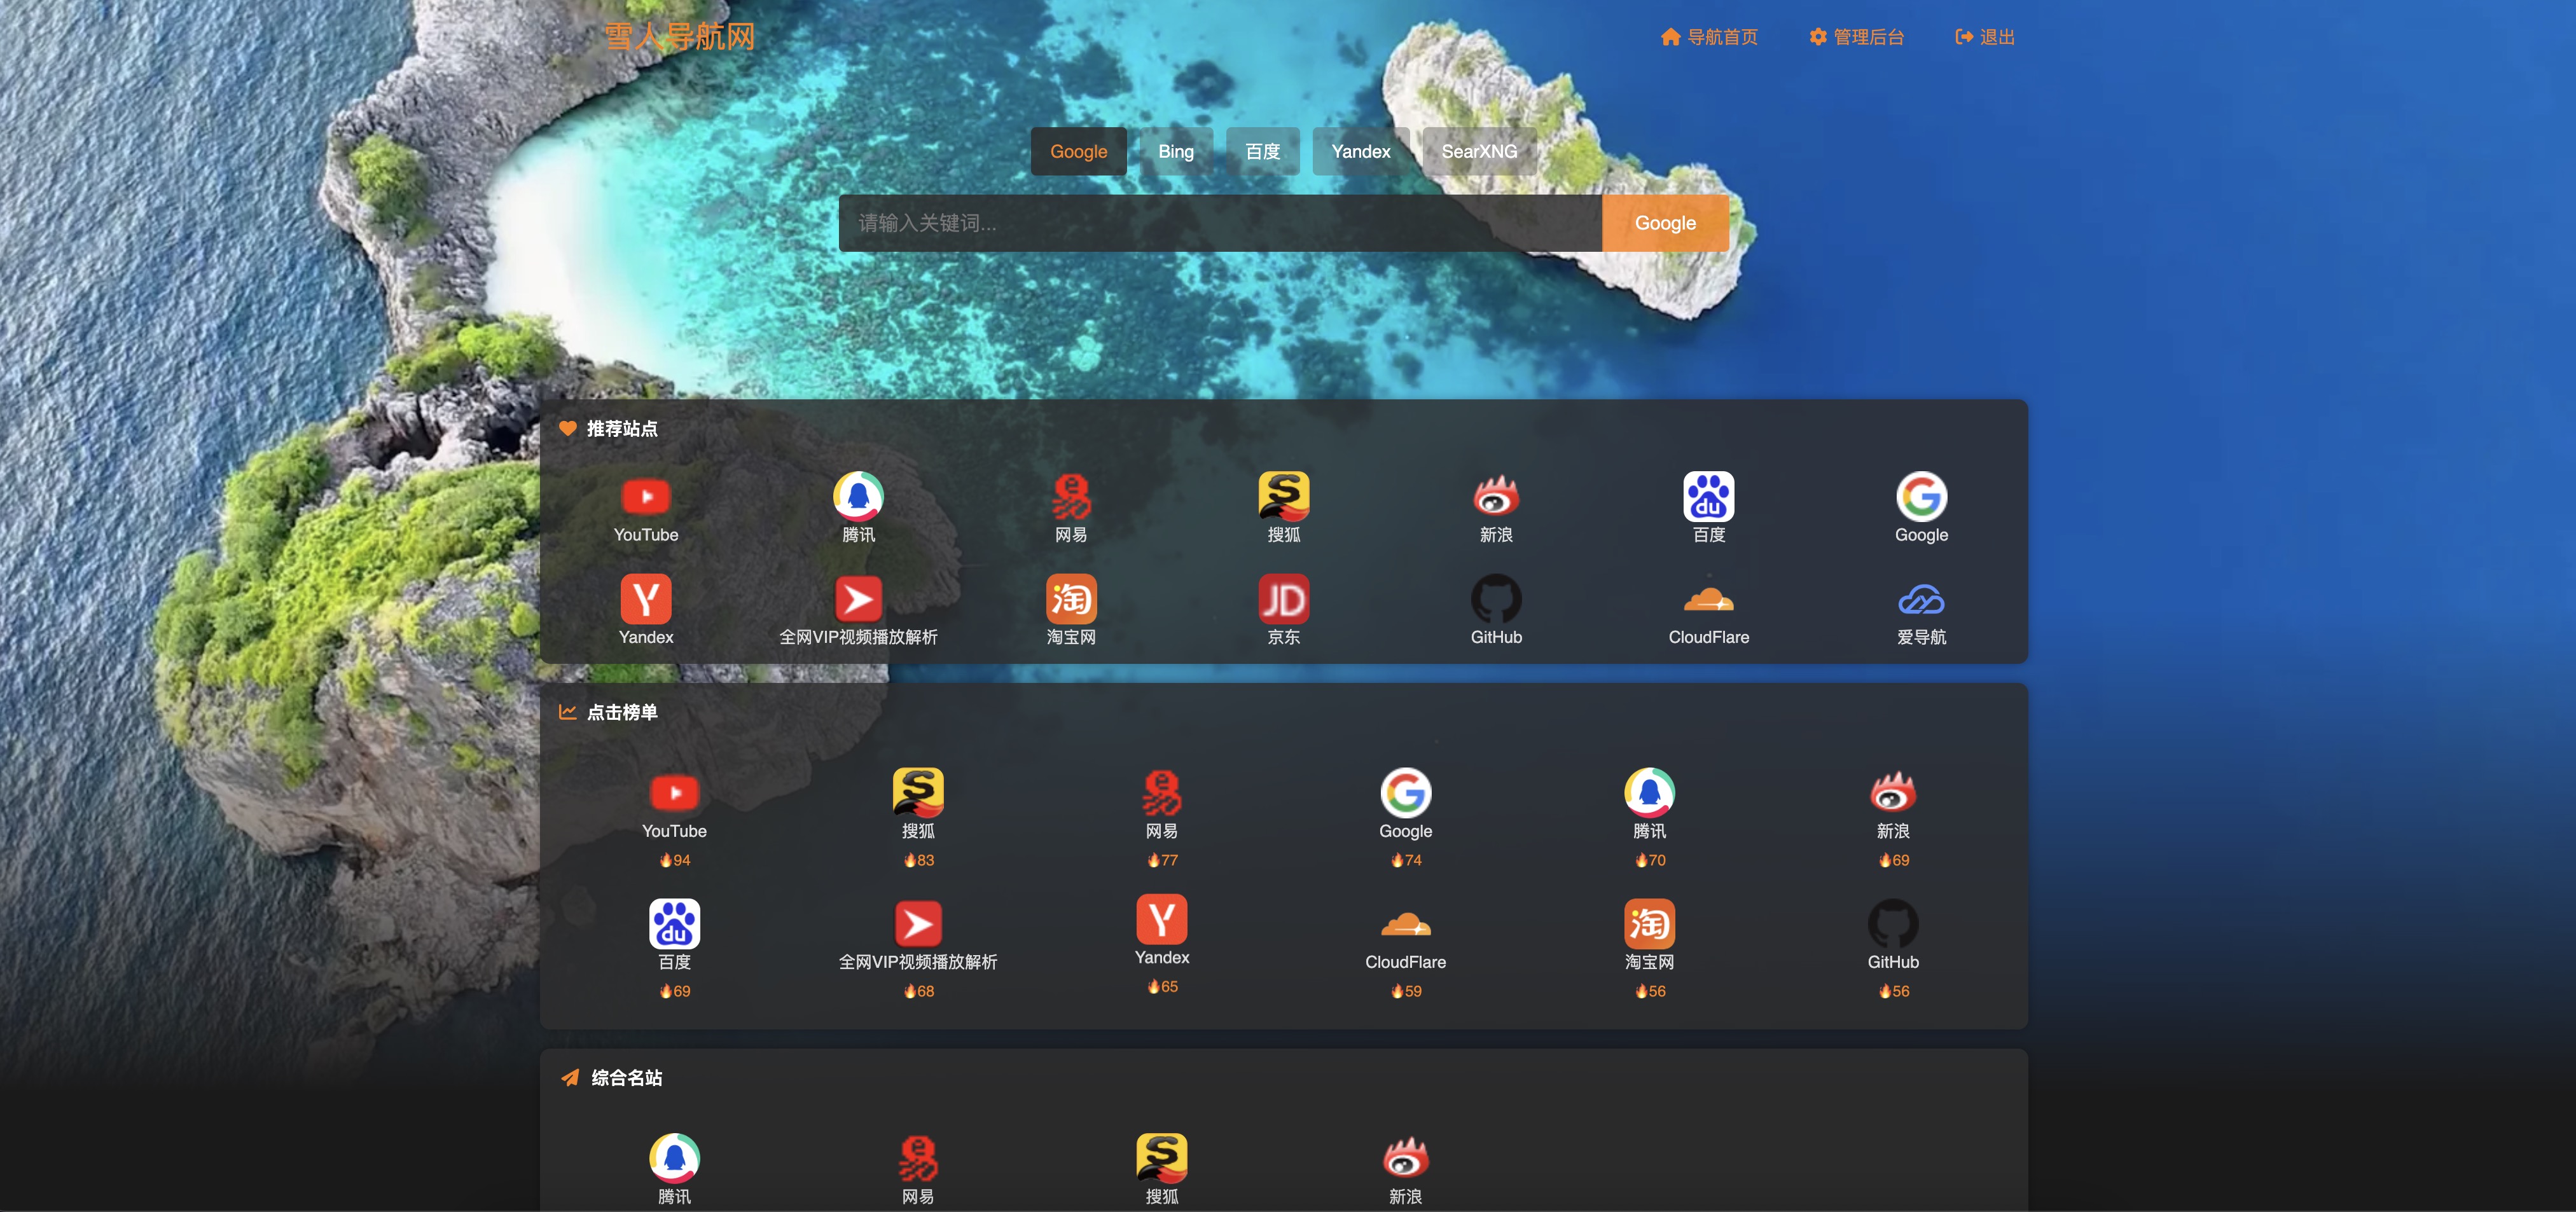 雪人导航网
导航首页 管理后台 退出
Google Bing 百度 Yandex SearXNG
请输入关键词... Google
推荐站点
YouTube 腾讯 网易 搜狐 新浪 百度 Google
Yandex 全网VIP视频播放解析 淘宝网 京东 GitHub CloudFlare 爱导航
点击榜单
YouTube 搜狐 网易 Google 腾讯 新浪
🔥94 🔥83 🔥77 🔥74 🔥70 🔥69
百度 全网VIP视频播放解析 Yandex CloudFlare 淘宝网 GitHub
🔥69 🔥68 🔥65 🔥59 🔥56 🔥56
综合名站
腾讯 网易 搜狐 新浪